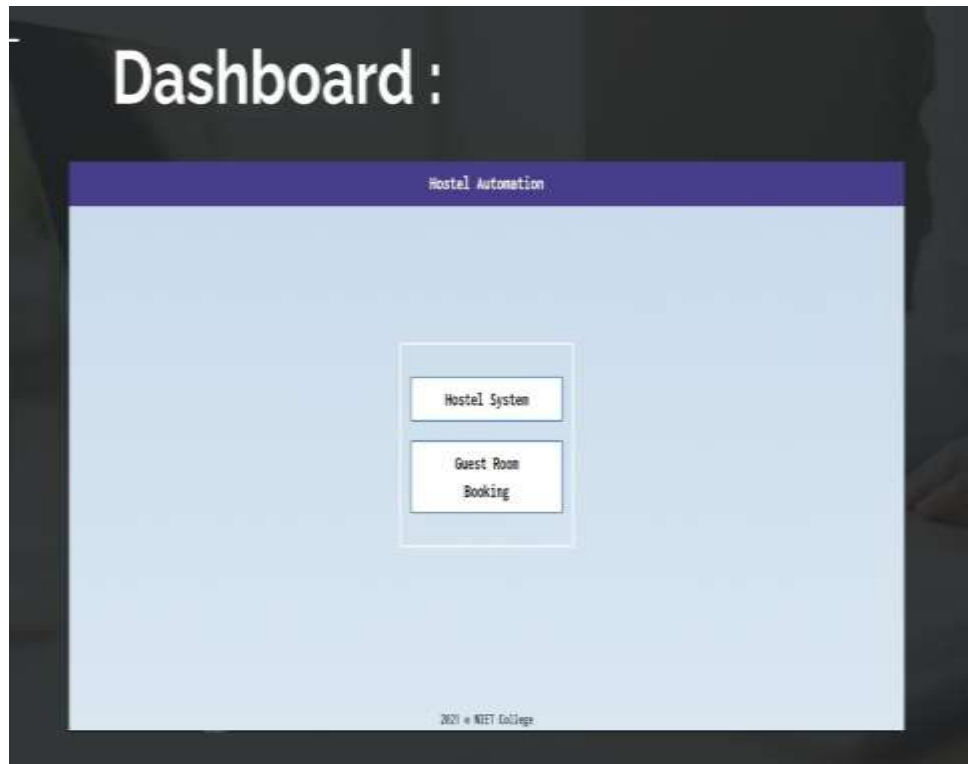 Dashboard :
Hostel Automation
Hostel System
Guest Room
Booking
2021 © NIET College